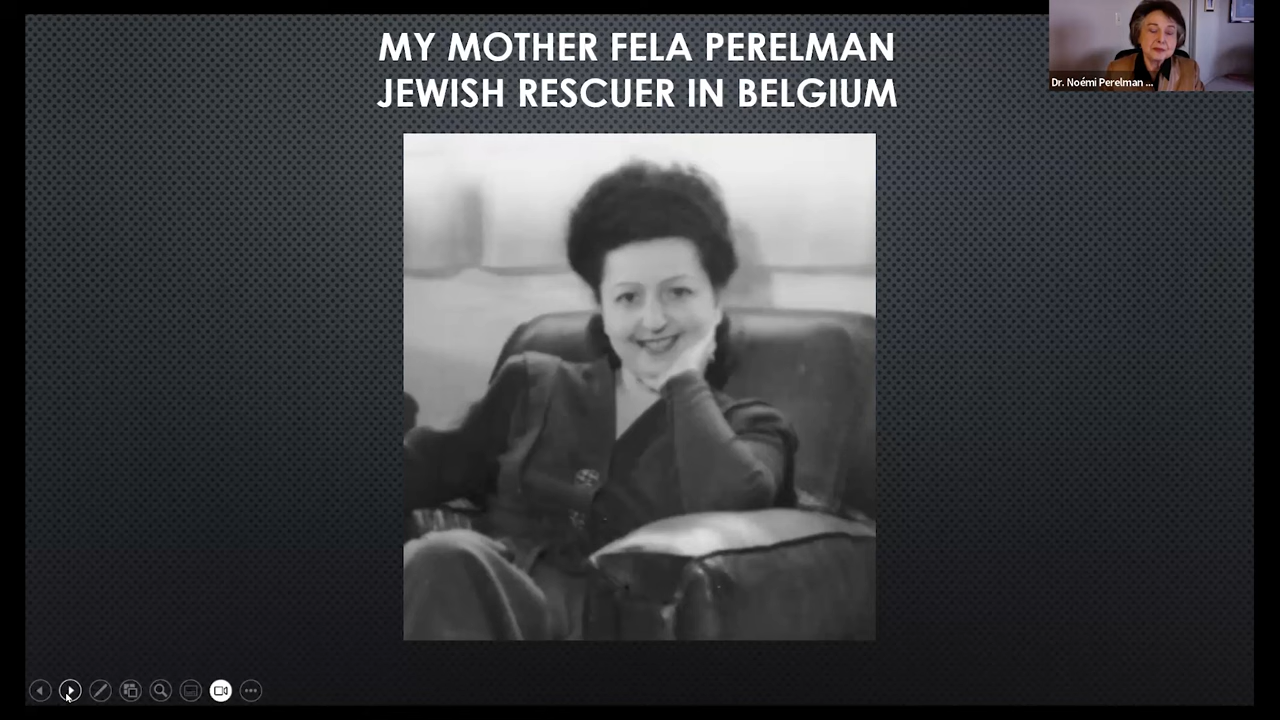 MY MOTHER FELA PERELMAN
JEWISH RESCUER IN BELGIUM
Dr. Noémi Perelman ...